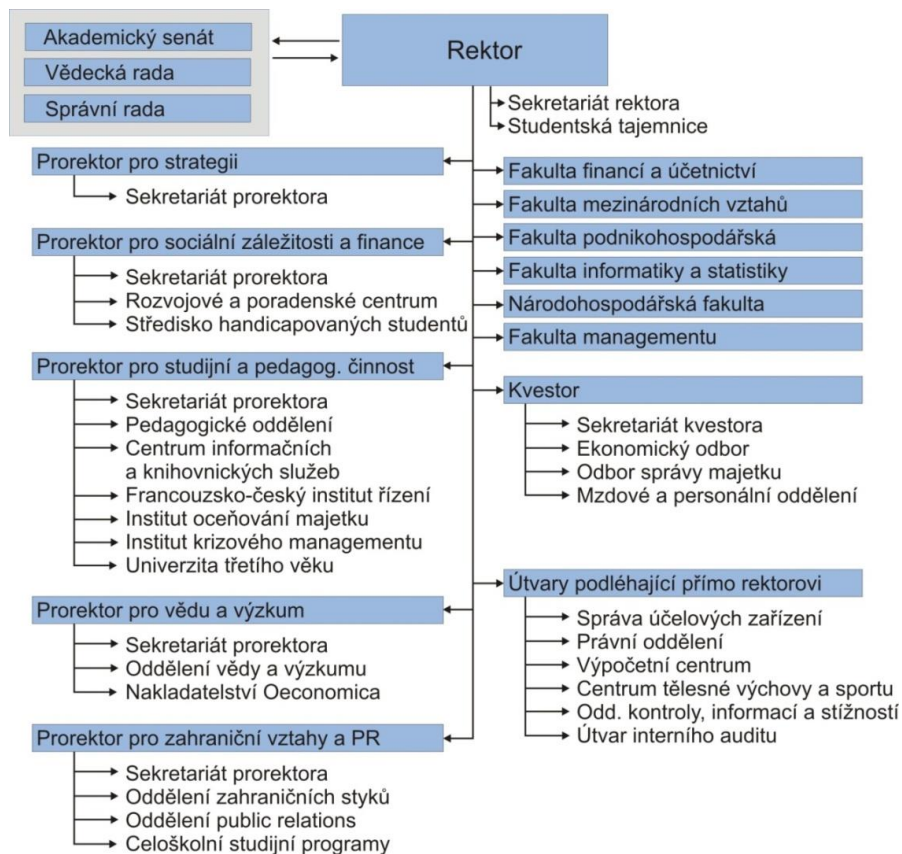 Akademický senát
Vědecká rada
Správní rada
Rektor
Sekretariát rektora
Studentská tajemnice
Prorektor pro strategii
Sekretariát prorektora
Prorektor pro sociální záležitosti a finance
Sekretariát prorektora
Rozvojové a poradenské centrum
Středisko handicapovaných studentů
Prorektor pro studijní a pedagog. činnost
Sekretariát prorektora
Pedagogické oddělení
Centrum informačních
a knihovnických služeb
Francouzsko-český institut řízení
Institut oceňování majetku
Institut krizového managementu
Univerzita třetího věku
Prorektor pro vědu a výzkum
Sekretariát prorektora
Oddělení vědy a výzkumu
Nakladatelství Oeconomica
Prorektor pro zahraniční vztahy a PR
Sekretariát prorektora
Oddělení zahraničních styků
Oddělení public relations
Celoškolní studijní programy
Fakulta financí a účetnictví
Fakulta mezinárodních vztahů
Fakulta podnikohospodářská
Fakulta informatiky a statistiky
Národohospodářská fakulta
Fakulta managementu
Kvestor
Sekretariát kvestora
Ekonomický odbor
Odbor správy majetku
Mzdové a personální oddělení
Útvary podléhající přímo rektorovi
Správa účelových zařízení
Právní oddělení
Výpočetní centrum
Centrum tělesné výchovy a sportu
Odd. kontroly, informací a stížností
Útvar interního auditu